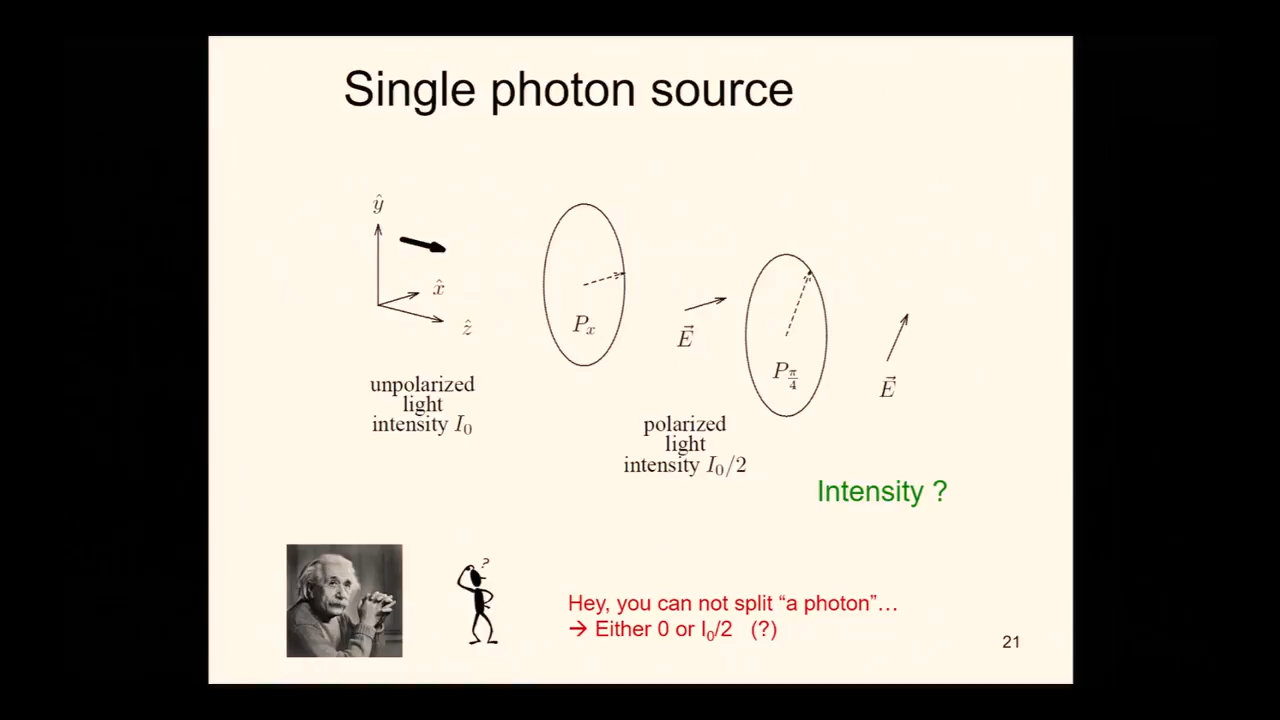 Single photon source
ŷ
x̂
ẑ
Pₓ
E⃗
P_{π/4}
E⃗
unpolarized
light
intensity I₀
polarized
light
intensity I₀/2
Intensity ?
?
Hey, you can not split “a photon”…
→ Either 0 or I₀/2 (?)
21